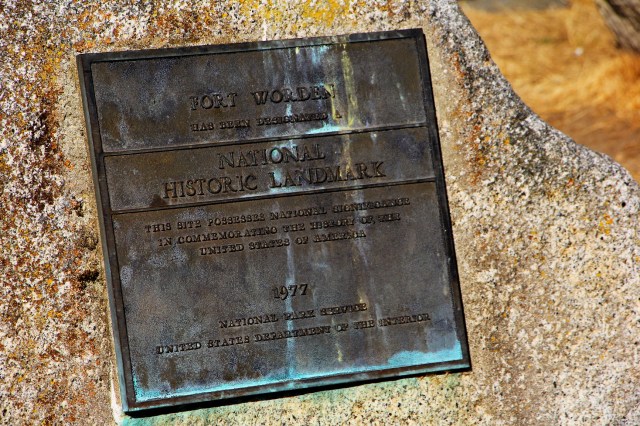 FORT WORDEN
HAS BEEN DESIGNATED A
NATIONAL
HISTORIC LANDMARK
THIS SITE POSSESSES NATIONAL SIGNIFICANCE
IN COMMEMORATING THE HISTORY OF THE
UNITED STATES OF AMERICA
1977
NATIONAL PARK SERVICE
UNITED STATES DEPARTMENT OF THE INTERIOR